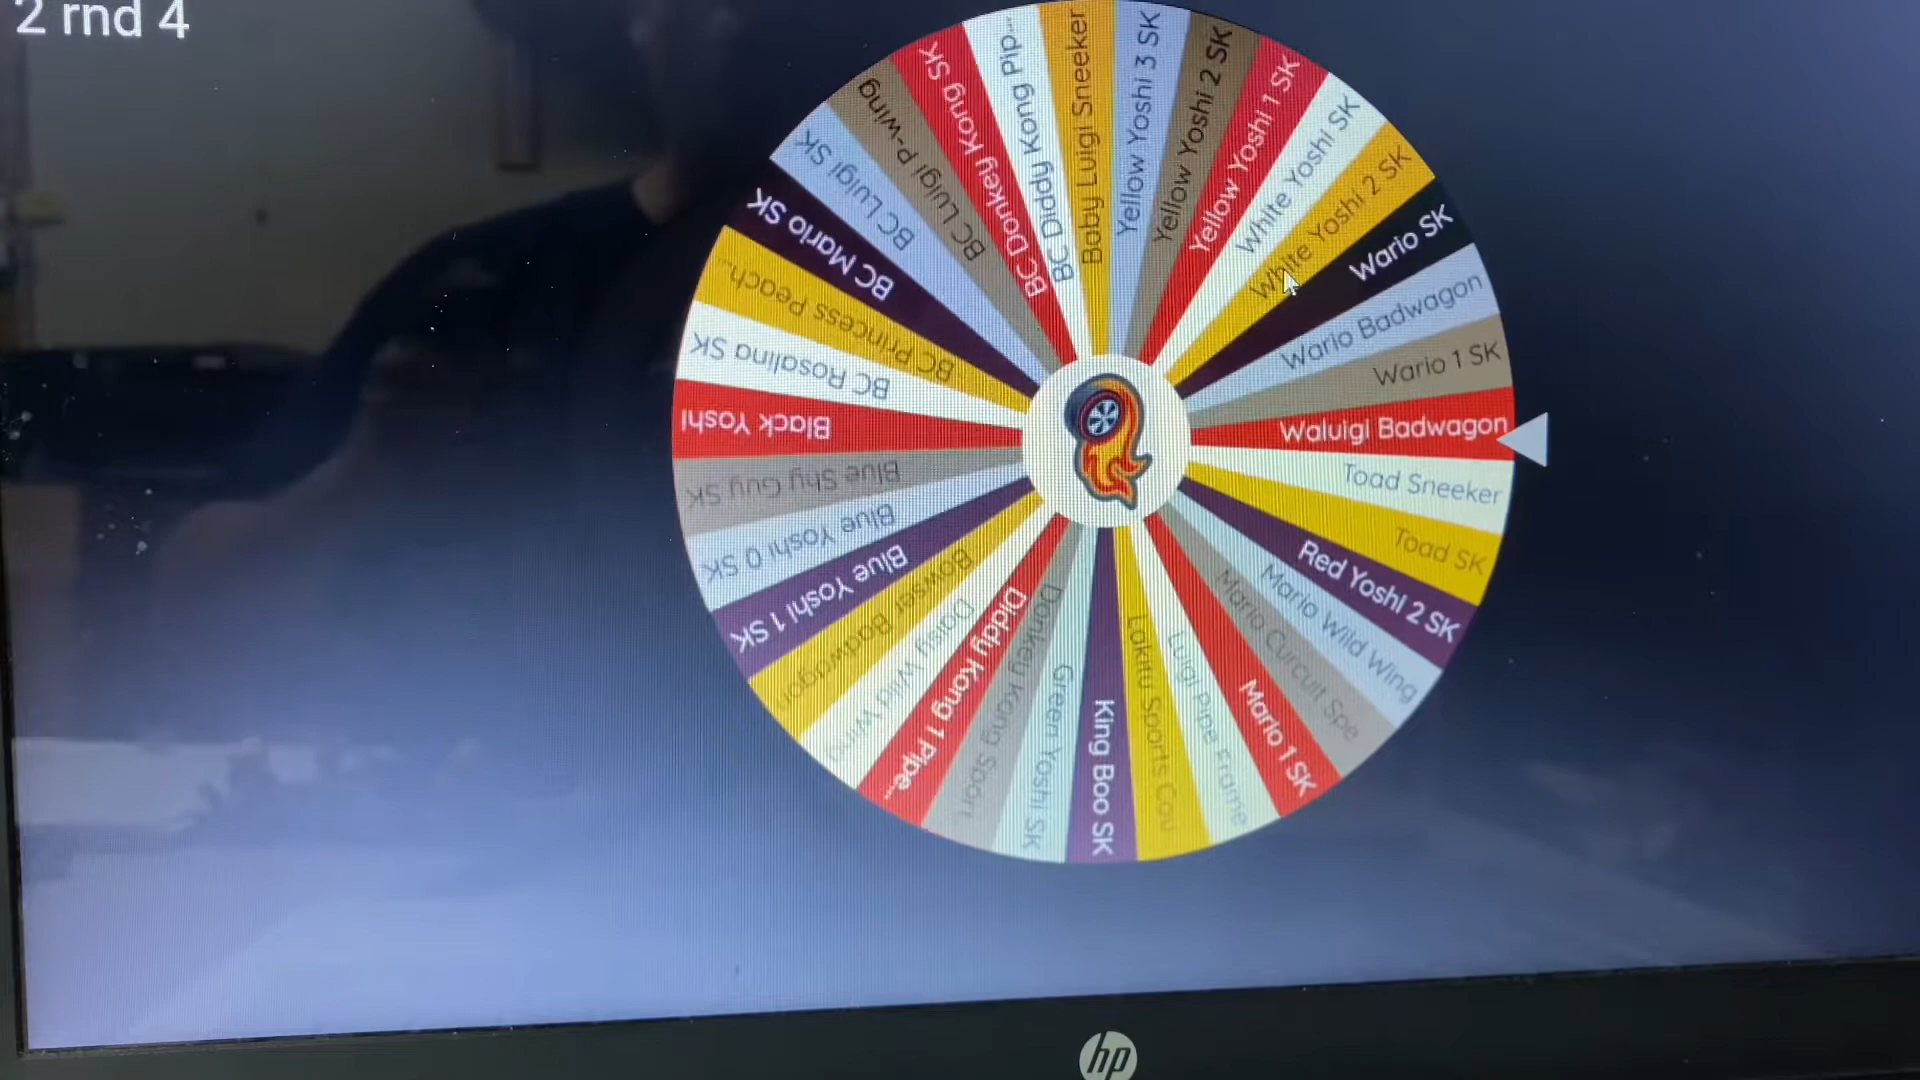 2 rnd 4
Baby Luigi Sneeker
Yellow Yoshi 3 SK
Yellow Yoshi 2 SK
Yellow Yoshi 1 SK
White Yoshi SK
White Yoshi 2 SK
Wario SK
Wario Badwagon
Wario 1 SK
Waluigi Badwagon
Toad Sneeker
Toad SK
Red Yoshi 2 SK
Mario Wild Wing
Mario Curcuit Spe
Mario 1 SK
Luigi Pipe Frame
Lakitu Sports Cou
King Boo SK
Green Yoshi SK
Donkey Kong Sport
Diddy Kong 1 Pipe...
Daisy Wild Wing
Bowser Badwagon
Blue Yoshi 1 SK
Blue Yoshi 0 SK
Blue Shy Guy SK
Black Yoshi
BC Rosalina SK
BC Princess Peach...
BC Mario SK
BC Luigi SK
BC Luigi P-wing
BC Donkey Kong SK
BC Diddy Kong Pip...
hp